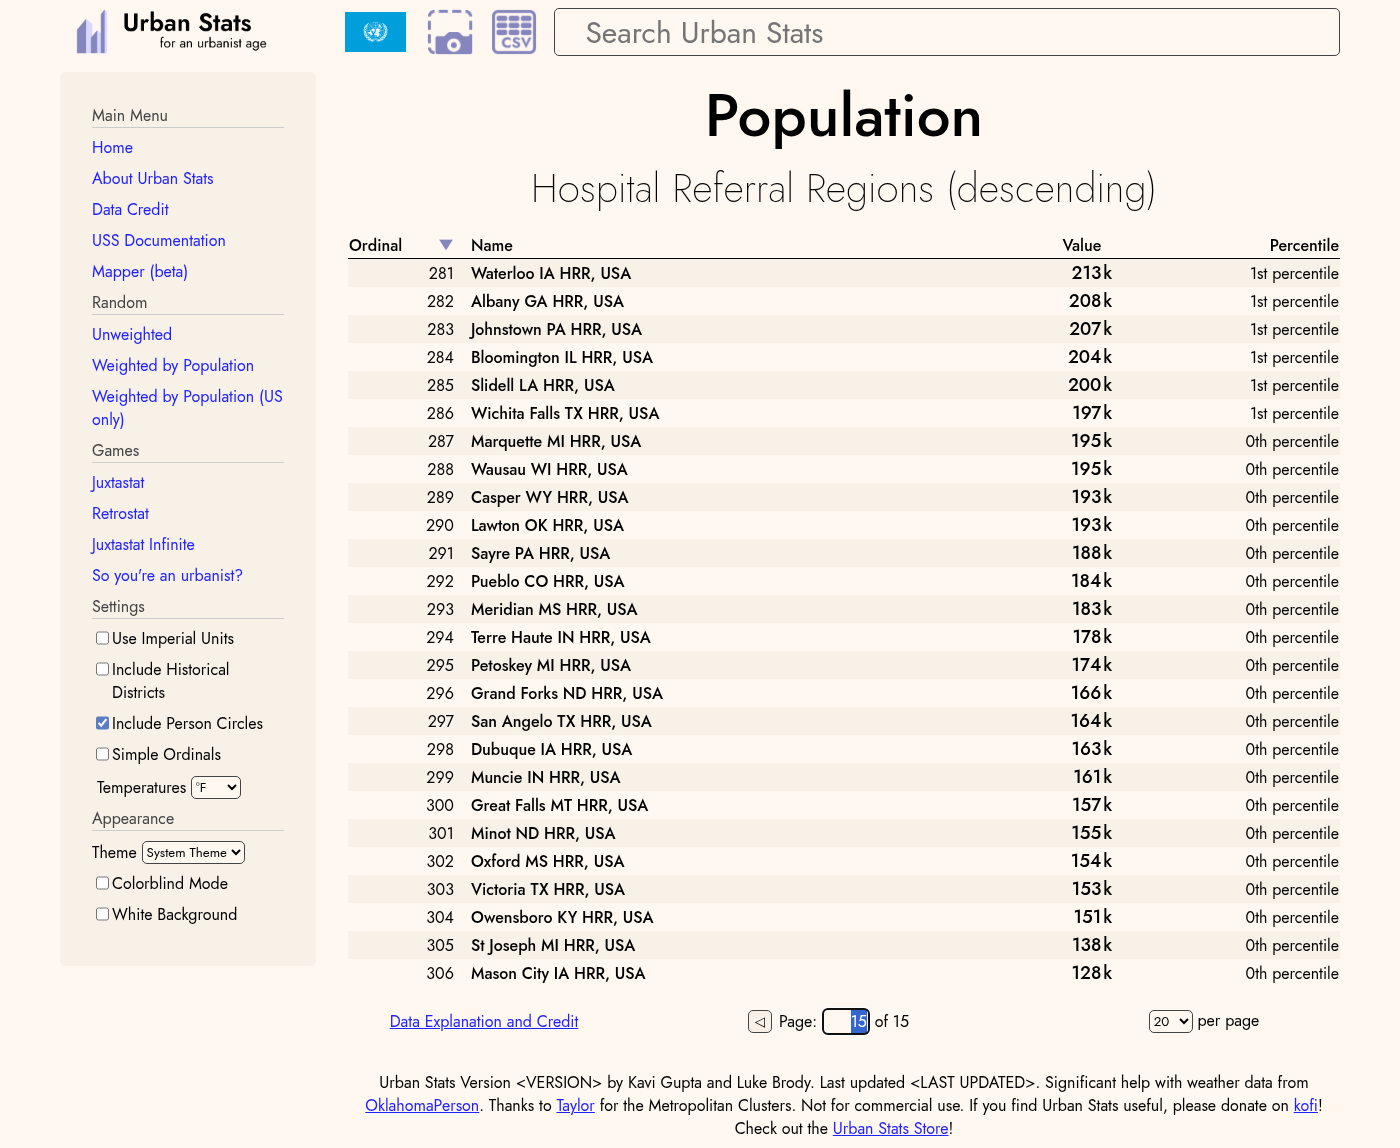 Urban Stats
for an urbanist age
CSV
Search Urban Stats
Main Menu
Home
About Urban Stats
Data Credit
USS Documentation
Mapper (beta)
Random
Unweighted
Weighted by Population
Weighted by Population (US
only)
Games
Juxtastat
Retrostat
Juxtastat Infinite
So you're an urbanist?
Settings
Use Imperial Units
Include Historical
Districts
Include Person Circles
Simple Ordinals
Temperatures °F
Appearance
Theme System Theme
Colorblind Mode
White Background
Population
Hospital Referral Regions (descending)
Ordinal Name Value Percentile
281 Waterloo IA HRR, USA 213k 1st percentile
282 Albany GA HRR, USA 208k 1st percentile
283 Johnstown PA HRR, USA 207k 1st percentile
284 Bloomington IL HRR, USA 204k 1st percentile
285 Slidell LA HRR, USA 200k 1st percentile
286 Wichita Falls TX HRR, USA 197k 1st percentile
287 Marquette MI HRR, USA 195k 0th percentile
288 Wausau WI HRR, USA 195k 0th percentile
289 Casper WY HRR, USA 193k 0th percentile
290 Lawton OK HRR, USA 193k 0th percentile
291 Sayre PA HRR, USA 188k 0th percentile
292 Pueblo CO HRR, USA 184k 0th percentile
293 Meridian MS HRR, USA 183k 0th percentile
294 Terre Haute IN HRR, USA 178k 0th percentile
295 Petoskey MI HRR, USA 174k 0th percentile
296 Grand Forks ND HRR, USA 166k 0th percentile
297 San Angelo TX HRR, USA 164k 0th percentile
298 Dubuque IA HRR, USA 163k 0th percentile
299 Muncie IN HRR, USA 161k 0th percentile
300 Great Falls MT HRR, USA 157k 0th percentile
301 Minot ND HRR, USA 155k 0th percentile
302 Oxford MS HRR, USA 154k 0th percentile
303 Victoria TX HRR, USA 153k 0th percentile
304 Owensboro KY HRR, USA 151k 0th percentile
305 St Joseph MI HRR, USA 138k 0th percentile
306 Mason City IA HRR, USA 128k 0th percentile
Data Explanation and Credit Page: 15 of 15 20 per page
Urban Stats Version <VERSION> by Kavi Gupta and Luke Brody. Last updated <LAST UPDATED>. Significant help with weather data from
OklahomaPerson. Thanks to Taylor for the Metropolitan Clusters. Not for commercial use. If you find Urban Stats useful, please donate on kofi!
Check out the Urban Stats Store!